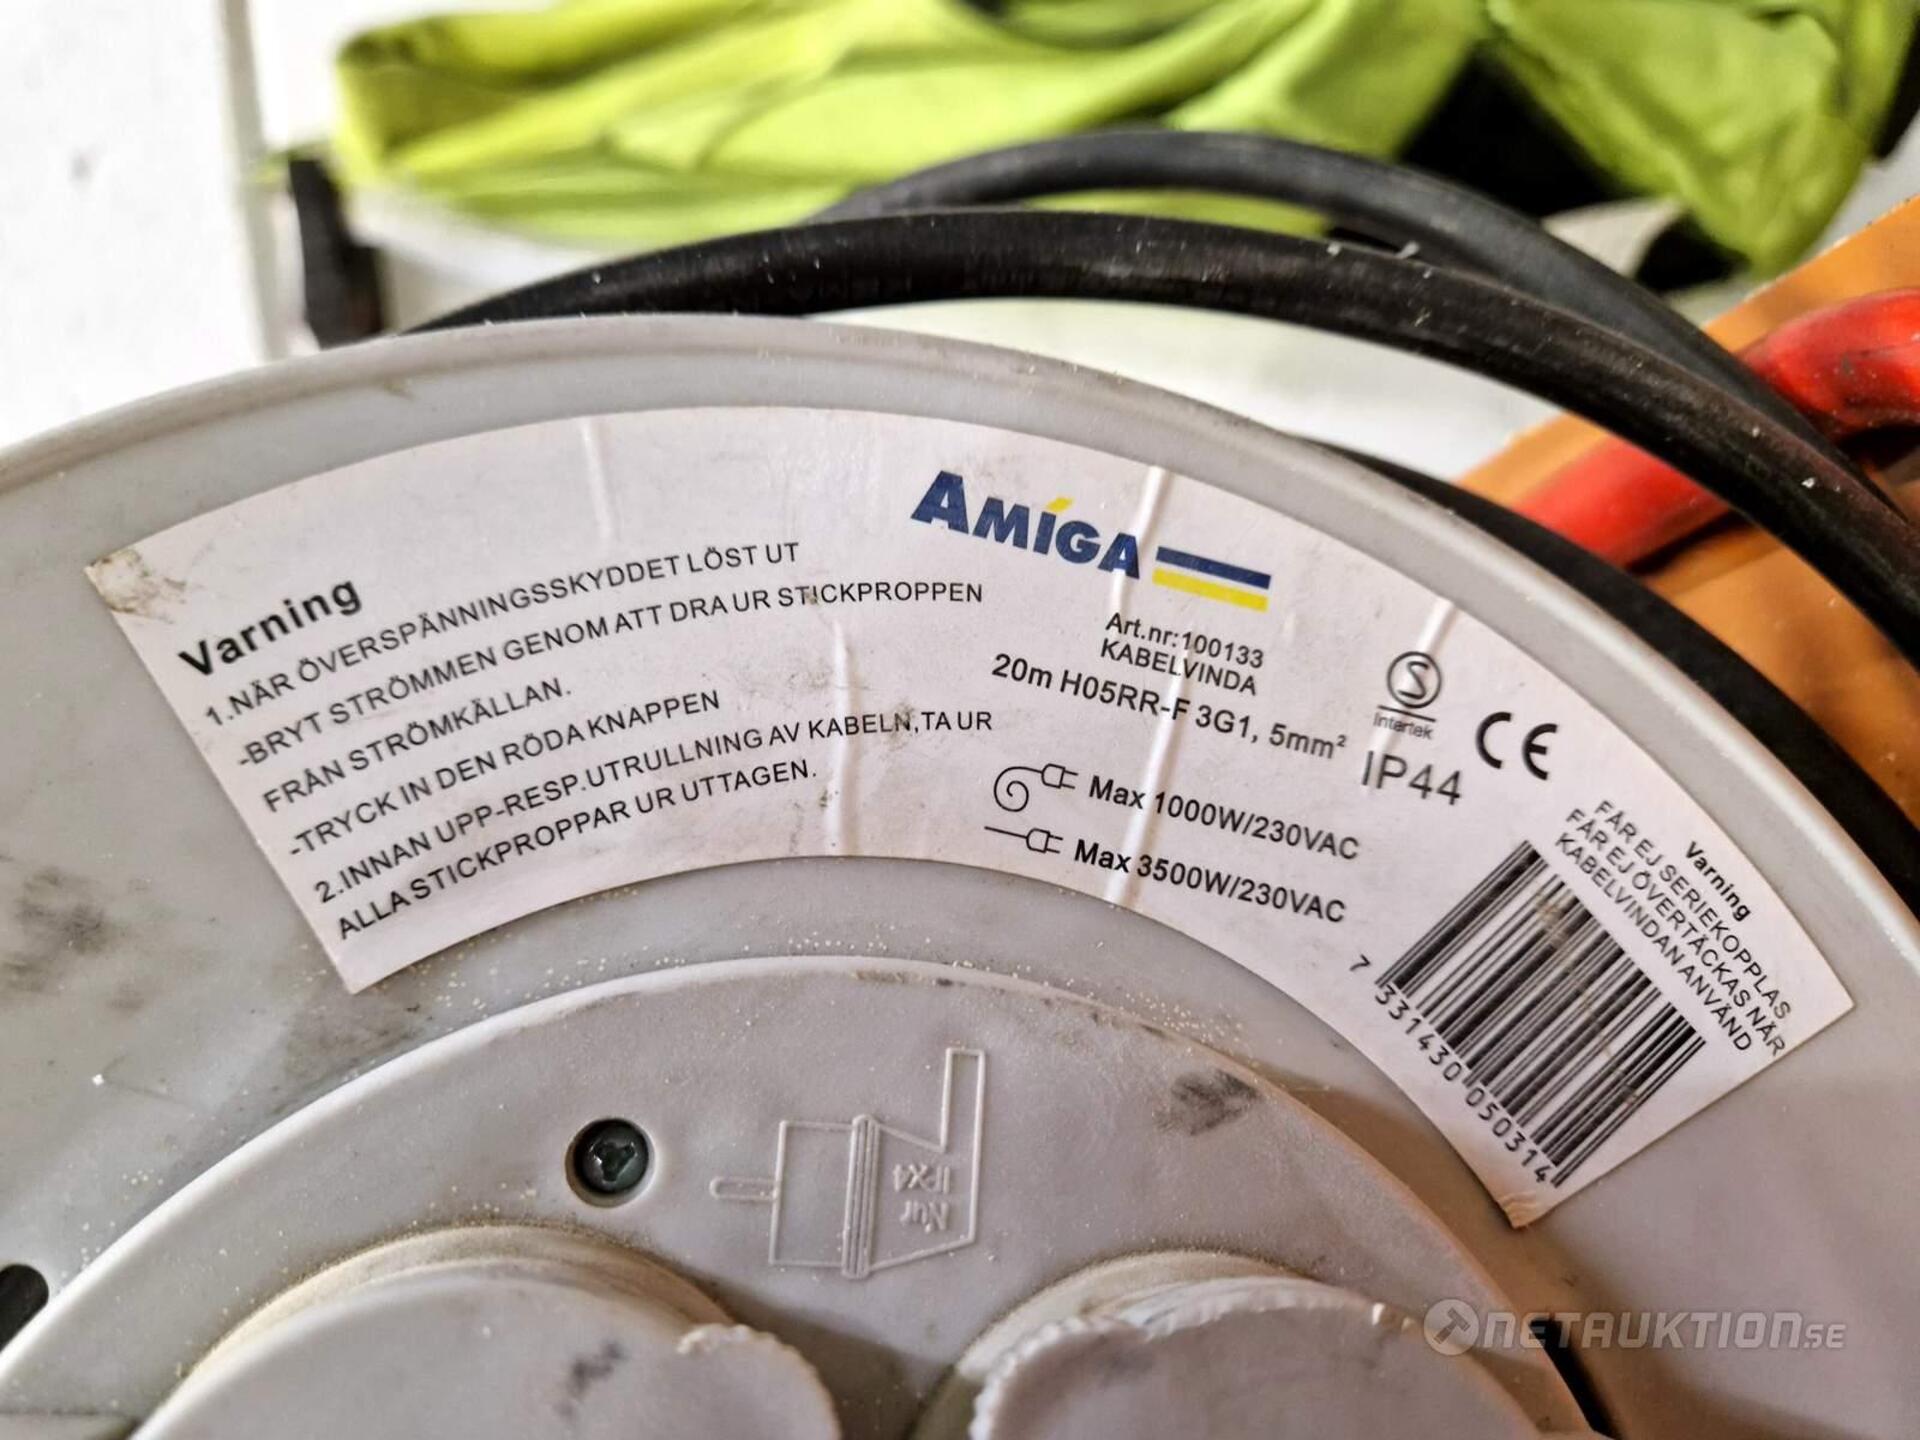 Varning
1.NÄR ÖVERSPÄNNINGSSKYDDET LÖST UT
-BRYT STRÖMMEN GENOM ATT DRA UR STICKPROPPEN
FRÅN STRÖMKÄLLAN.
-TRYCK IN DEN RÖDA KNAPPEN
2.INNAN UPP-RESP.UTRULLNING AV KABELN,TA UR
ALLA STICKPROPPAR UR UTTAGEN.
AMIGA
Art.nr:100133
KABELVINDA
20m H05RR-F 3G1, 5mm²
S
Intertek
CE
IP44
Max 1000W/230VAC
Max 3500W/230VAC
Varning
FÅR EJ SERIEKOPPLAS
FÅR EJ ÖVERTÄCKAS NÄR
KABELVINDAN ANVÄND
7 331430 050314
Nur
IPX4
NETAUKTION.SE